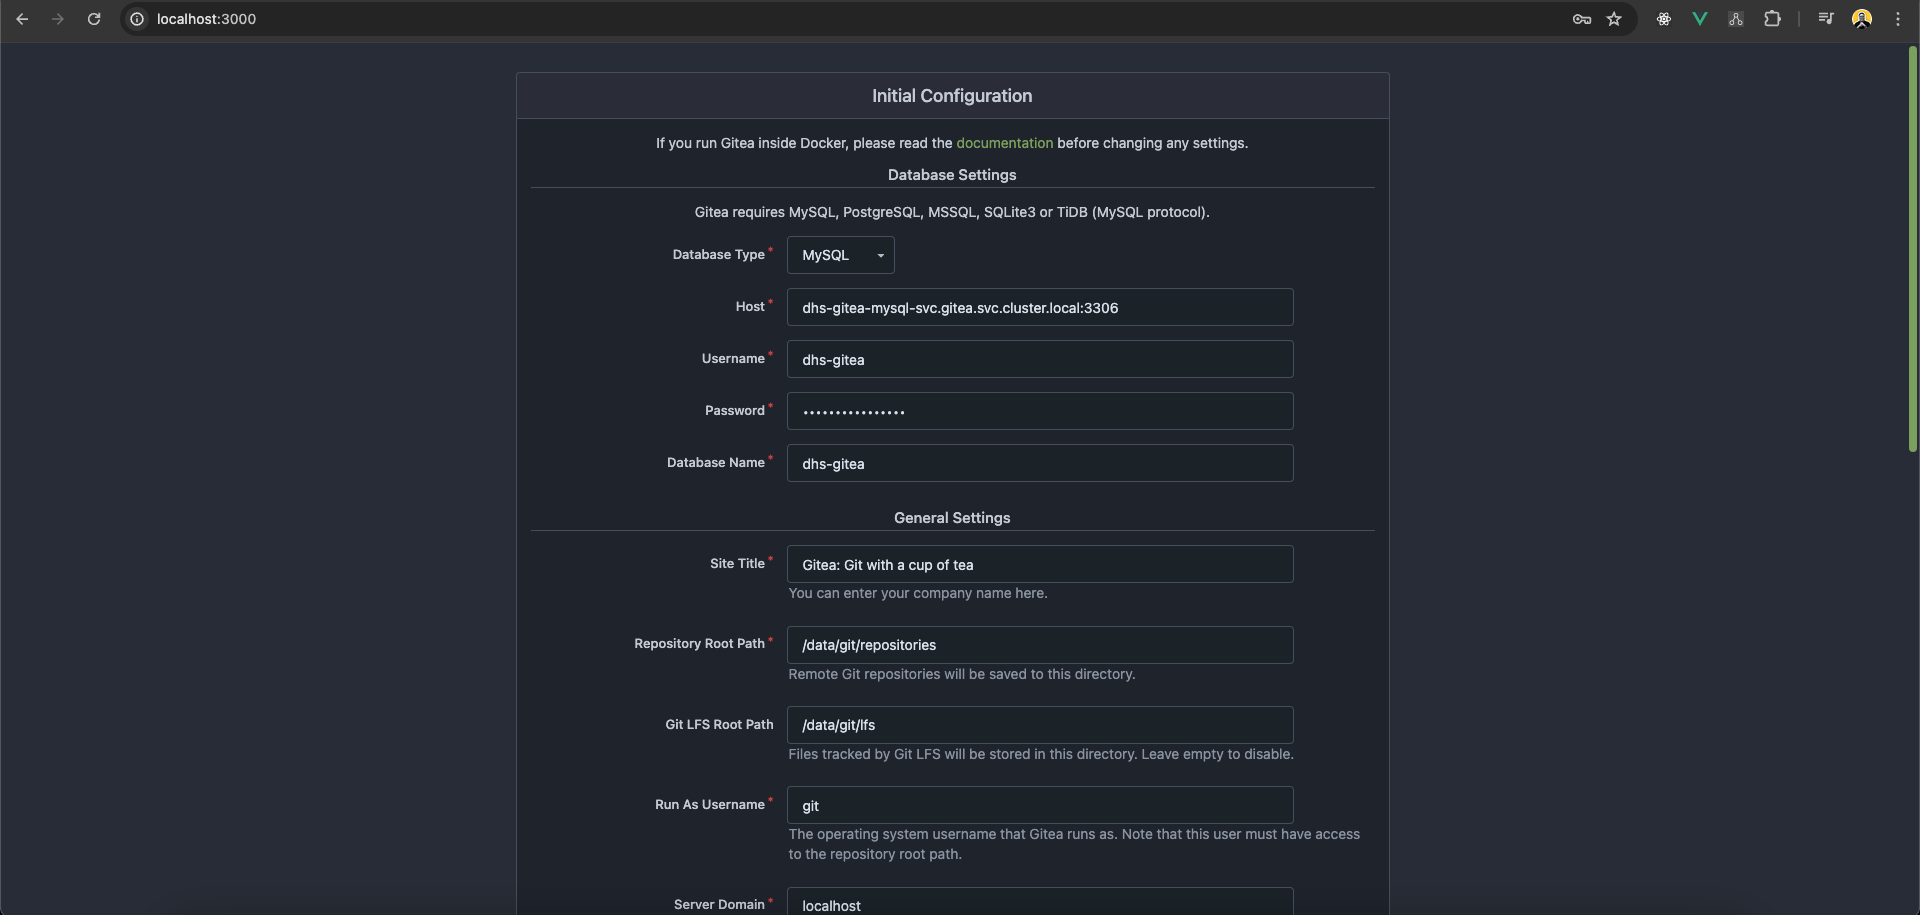 localhost:3000
Initial Configuration
If you run Gitea inside Docker, please read the documentation before changing any settings.
Database Settings
Gitea requires MySQL, PostgreSQL, MSSQL, SQLite3 or TiDB (MySQL protocol).
Database Type * MySQL
Host * dhs-gitea-mysql-svc.gitea.svc.cluster.local:3306
Username * dhs-gitea
Password * ••••••••••••••••
Database Name * dhs-gitea
General Settings
Site Title * Gitea: Git with a cup of tea
You can enter your company name here.
Repository Root Path * /data/git/repositories
Remote Git repositories will be saved to this directory.
Git LFS Root Path /data/git/lfs
Files tracked by Git LFS will be stored in this directory. Leave empty to disable.
Run As Username * git
The operating system username that Gitea runs as. Note that this user must have access
to the repository root path.
Server Domain * localhost